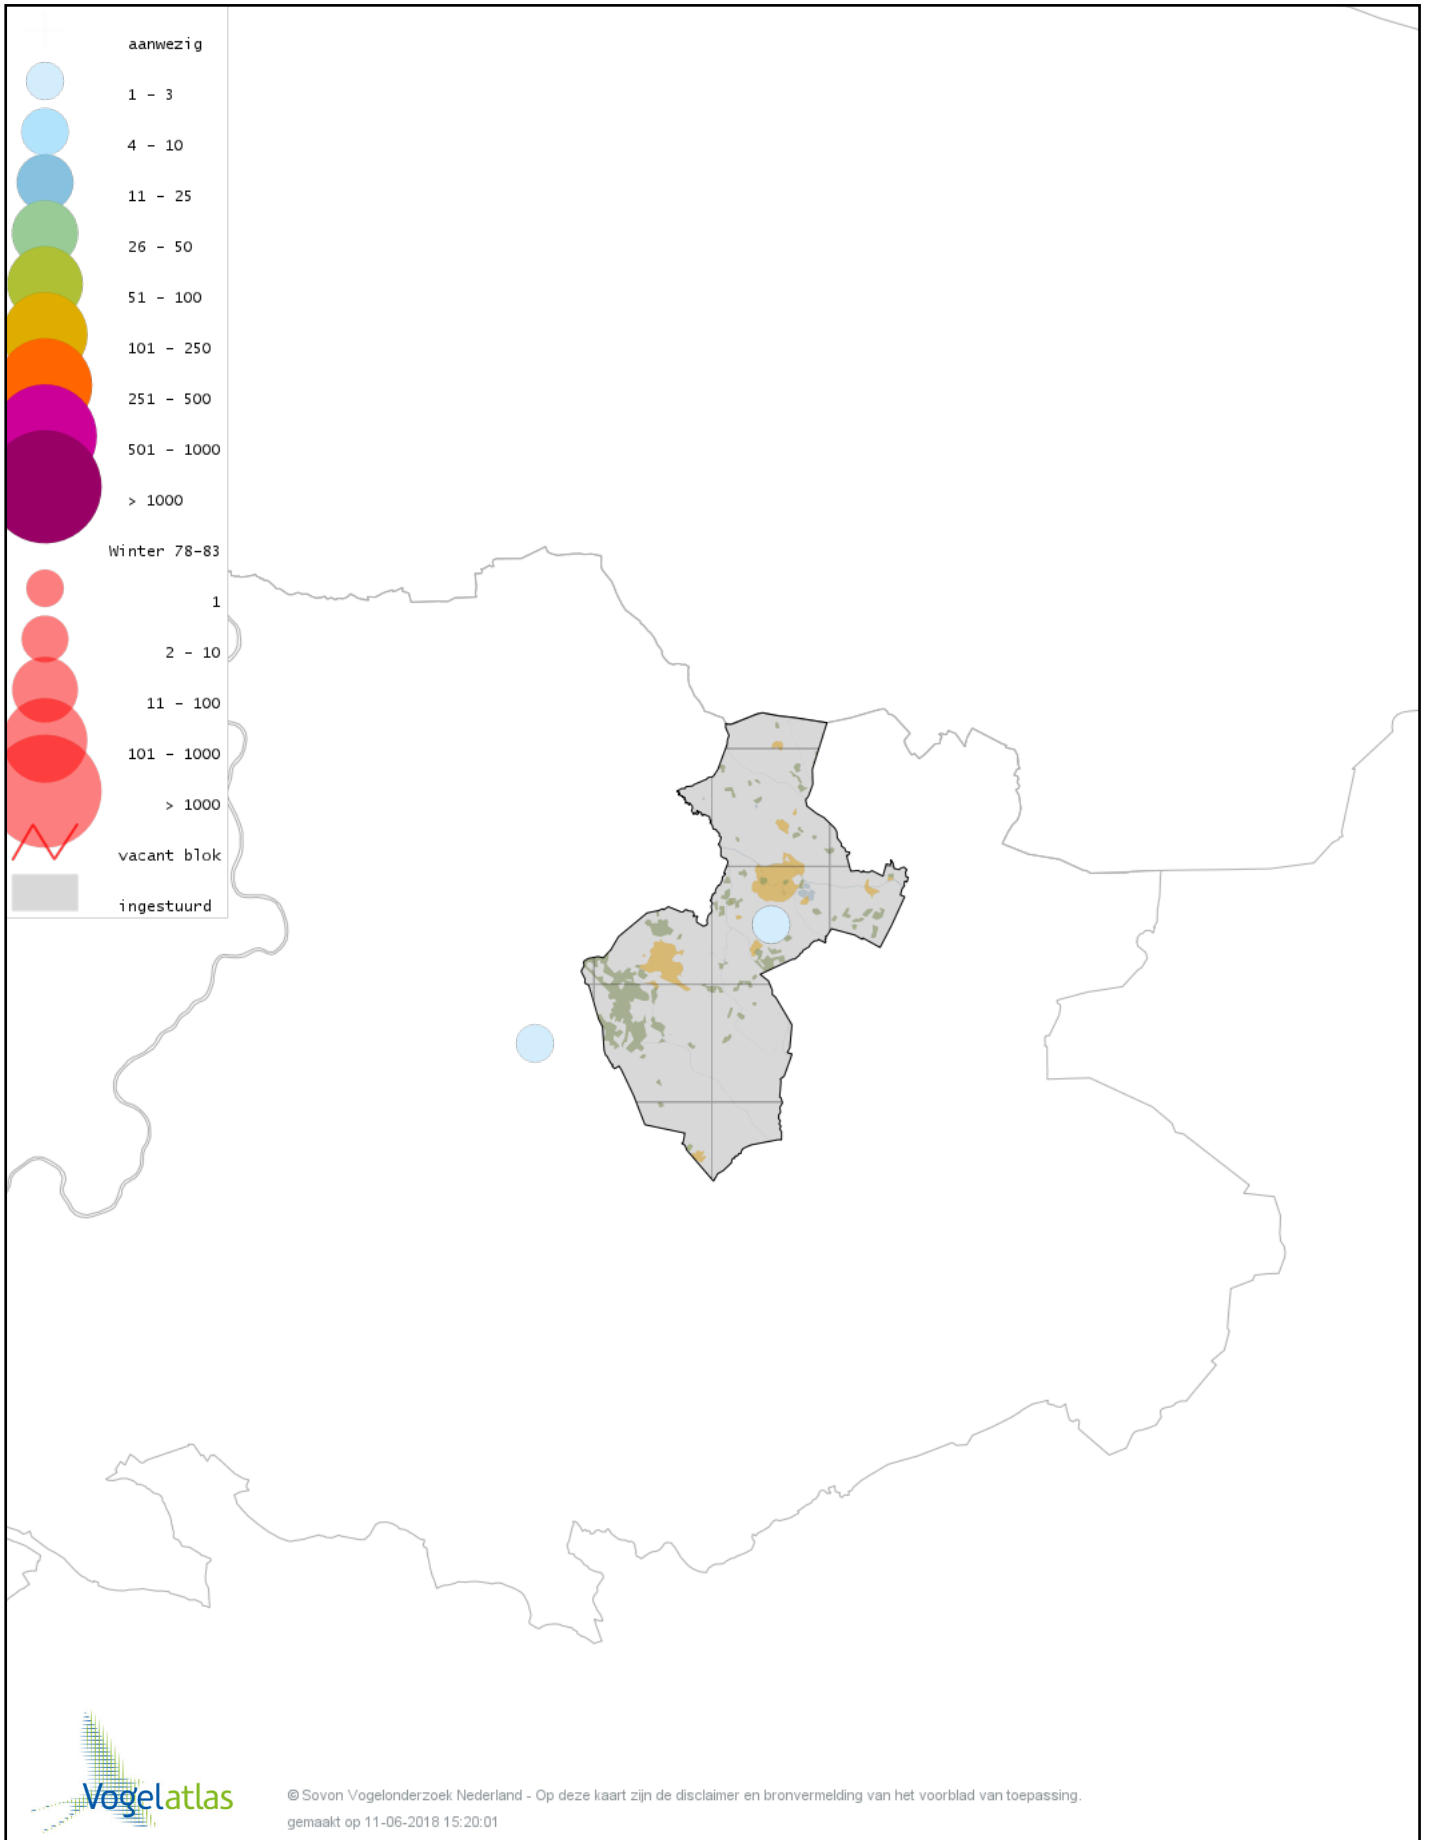 aanwezig
1 - 3
4 - 10
11 - 25
26 - 50
51 - 100
101 - 250
251 - 500
501 - 1000
> 1000
Winter 78-83
1
2 - 10
11 - 100
101 - 1000
> 1000
vacant blok
ingestuurd
Vogelatlas
© Sovon Vogelonderzoek Nederland - Op deze kaart zijn de disclaimer en bronvermelding van het voorblad van toepassing.
gemaakt op 11-06-2018 15:20:01